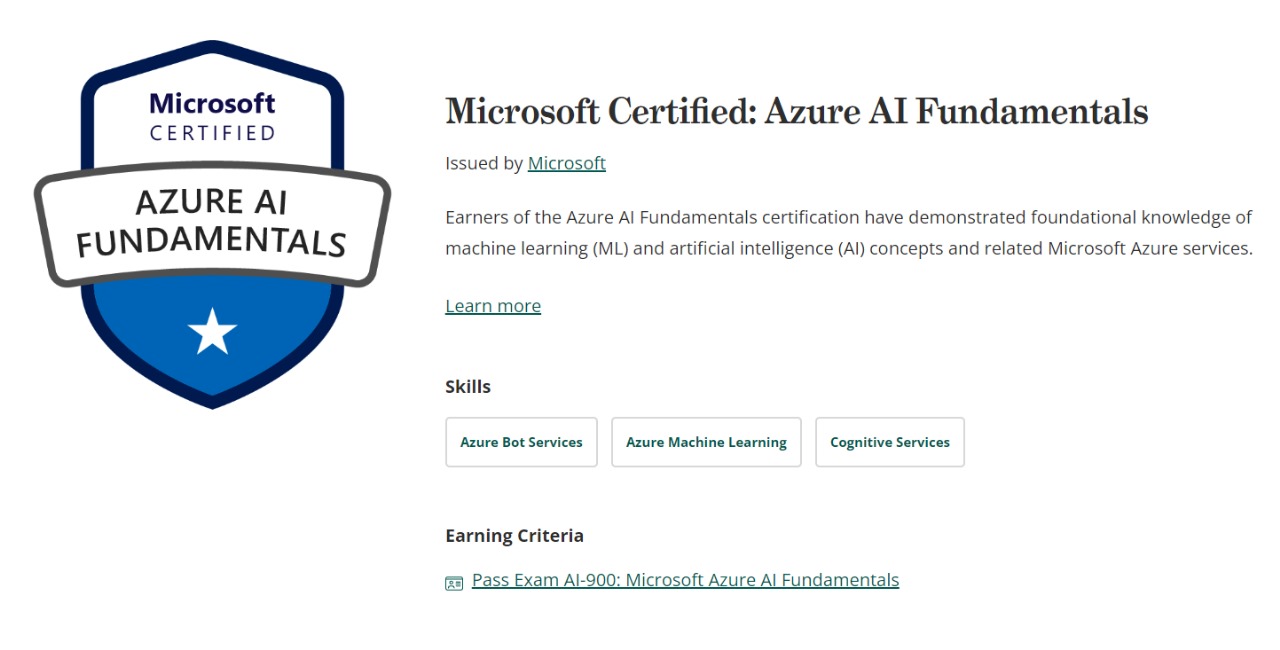 Microsoft
CERTIFIED
AZURE AI
FUNDAMENTALS
Microsoft Certified: Azure AI Fundamentals
Issued by Microsoft
Earners of the Azure AI Fundamentals certification have demonstrated foundational knowledge of
machine learning (ML) and artificial intelligence (AI) concepts and related Microsoft Azure services.
Learn more
Skills
Azure Bot Services Azure Machine Learning Cognitive Services
Earning Criteria
Pass Exam AI-900: Microsoft Azure AI Fundamentals